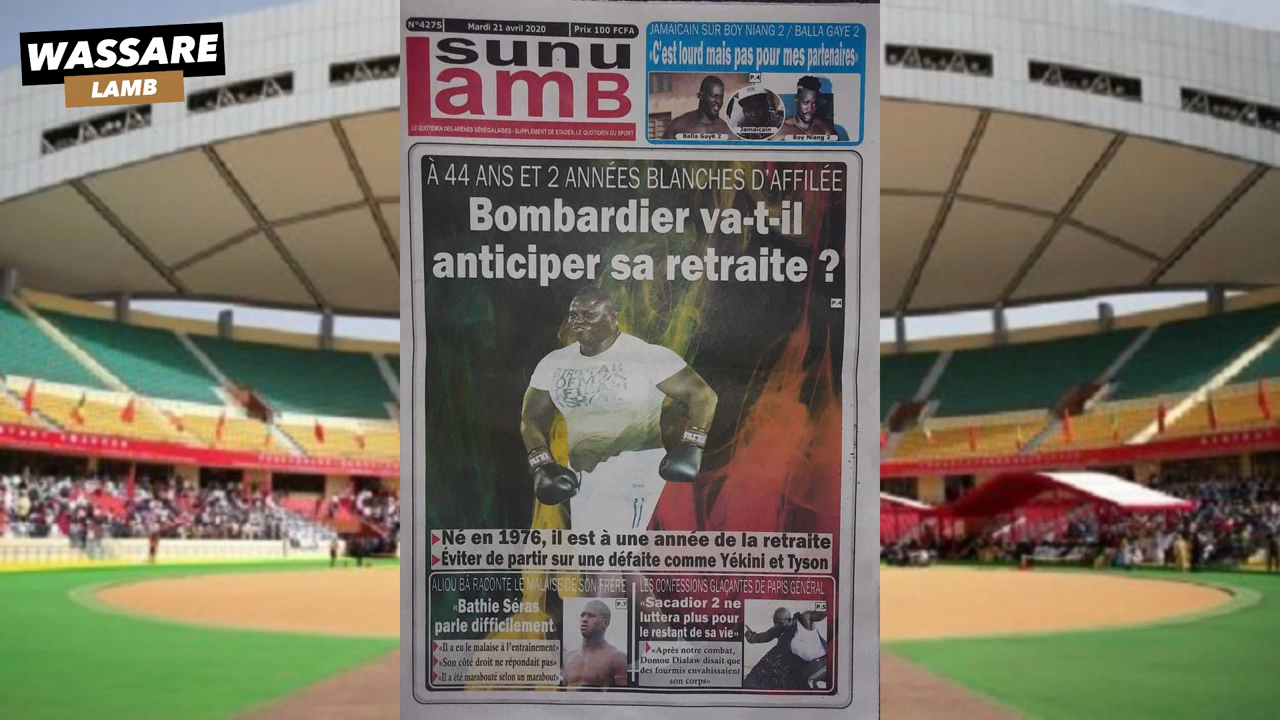 WASSARE
LAMB
N°4275 Mardi 21 avril 2020 Prix 100 FCFA
sunu
lamB
LE QUOTIDIEN DES ARÈNES SÉNÉGALAISES - SUPPLÉMENT DE STADES, LE QUOTIDIEN DU SPORT
JAMAICAIN SUR BOY NIANG 2 / BALLA GAYE 2
«C'est lourd mais pas pour mes partenaires»
P.4
Balla Gaye 2
Jamaicain
Boy Niang 2
À 44 ANS ET 2 ANNÉES BLANCHES D'AFFILÉE
Bombardier va-t-il
anticiper sa retraite ?
Né en 1976, il est à une année de la retraite
Éviter de partir sur une défaite comme Yékini et Tyson
ALIOU BÂ RACONTE LE MALAISE DE SON FRÈRE
«Bathie Séras
parle difficilement
P.7
«Il a eu le malaise à l'entrainement»
«Son côté droit ne répondait pas»
«Il a été marabouté selon un marabout»
LES CONFESSIONS GLAÇANTES DE PAPIS GÉNÉRAL
«Sacadior 2 ne
luttera plus pour
le restant de sa vie»
P.5
«Après notre combat,
Domou Dialaw disait que
des fourmis envahissaient
son corps»